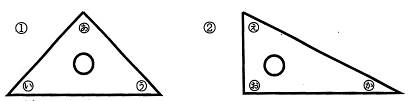 ① あ
い う
② え
お か